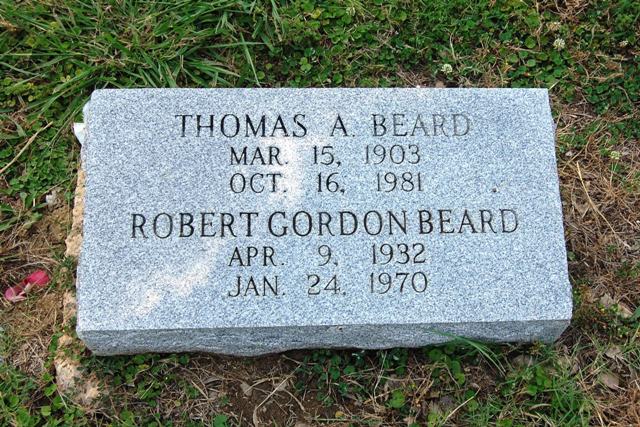 THOMAS A. BEARD
MAR. 15, 1903
OCT. 16, 1981
ROBERT GORDON BEARD
APR. 9, 1932
JAN. 24, 1970